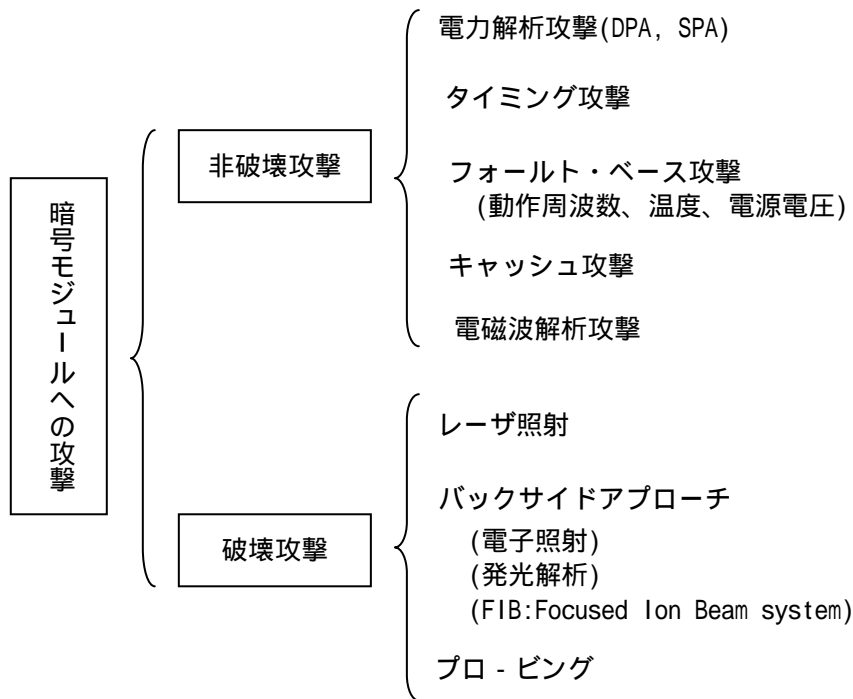 暗号モジュールへの攻撃
非破壊攻撃
電力解析攻撃(DPA, SPA)
タイミング攻撃
フォールト・ベース攻撃
(動作周波数、温度、電源電圧)
キャッシュ攻撃
電磁波解析攻撃
破壊攻撃
レーザ照射
バックサイドアプローチ
(電子照射)
(発光解析)
(FIB:Focused Ion Beam system)
プロ - ビング